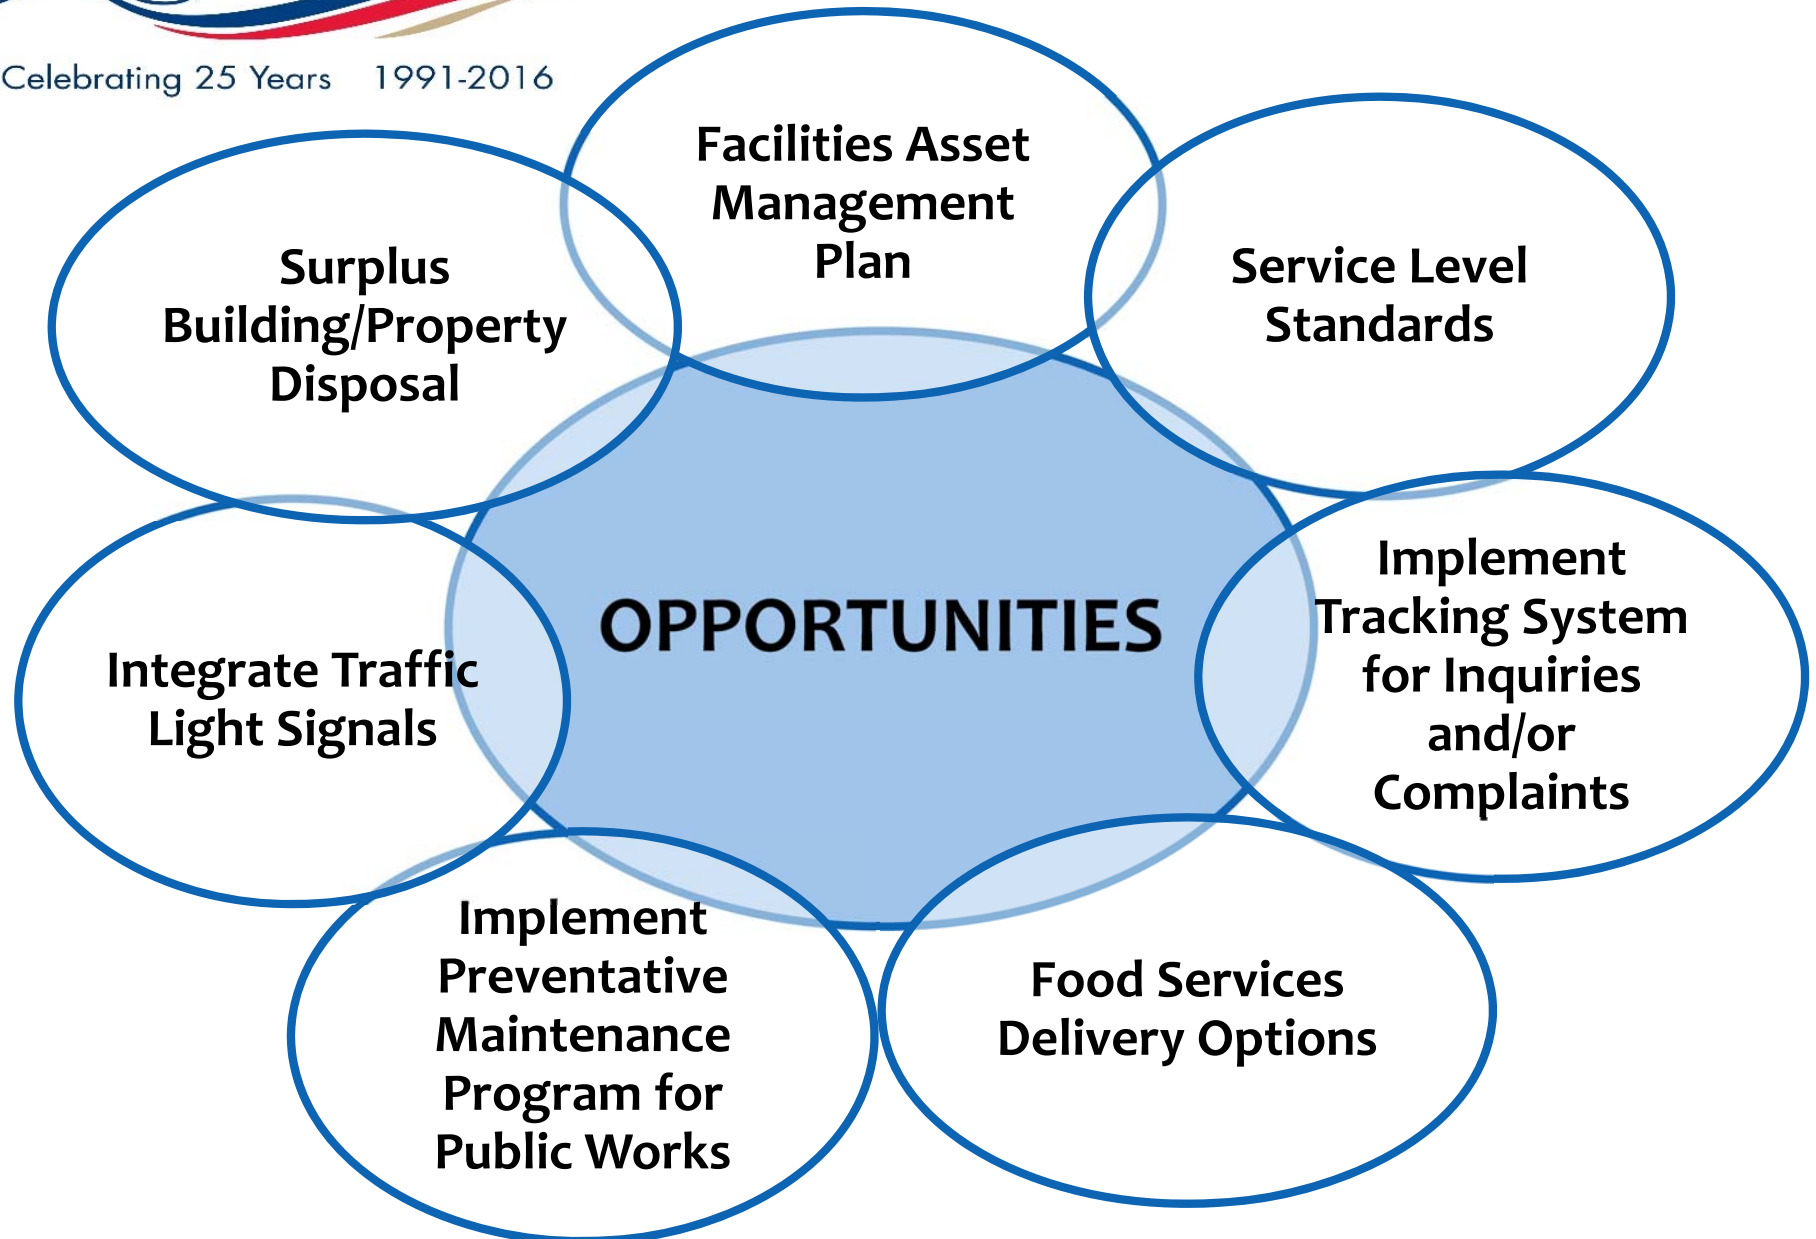 Celebrating 25 Years 1991-2016
Facilities Asset
Management
Plan
Service Level
Standards
Implement
Tracking System
for Inquiries
and/or
Complaints
Food Services
Delivery Options
Implement
Preventative
Maintenance
Program for
Public Works
Integrate Traffic
Light Signals
Surplus
Building/Property
Disposal
OPPORTUNITIES